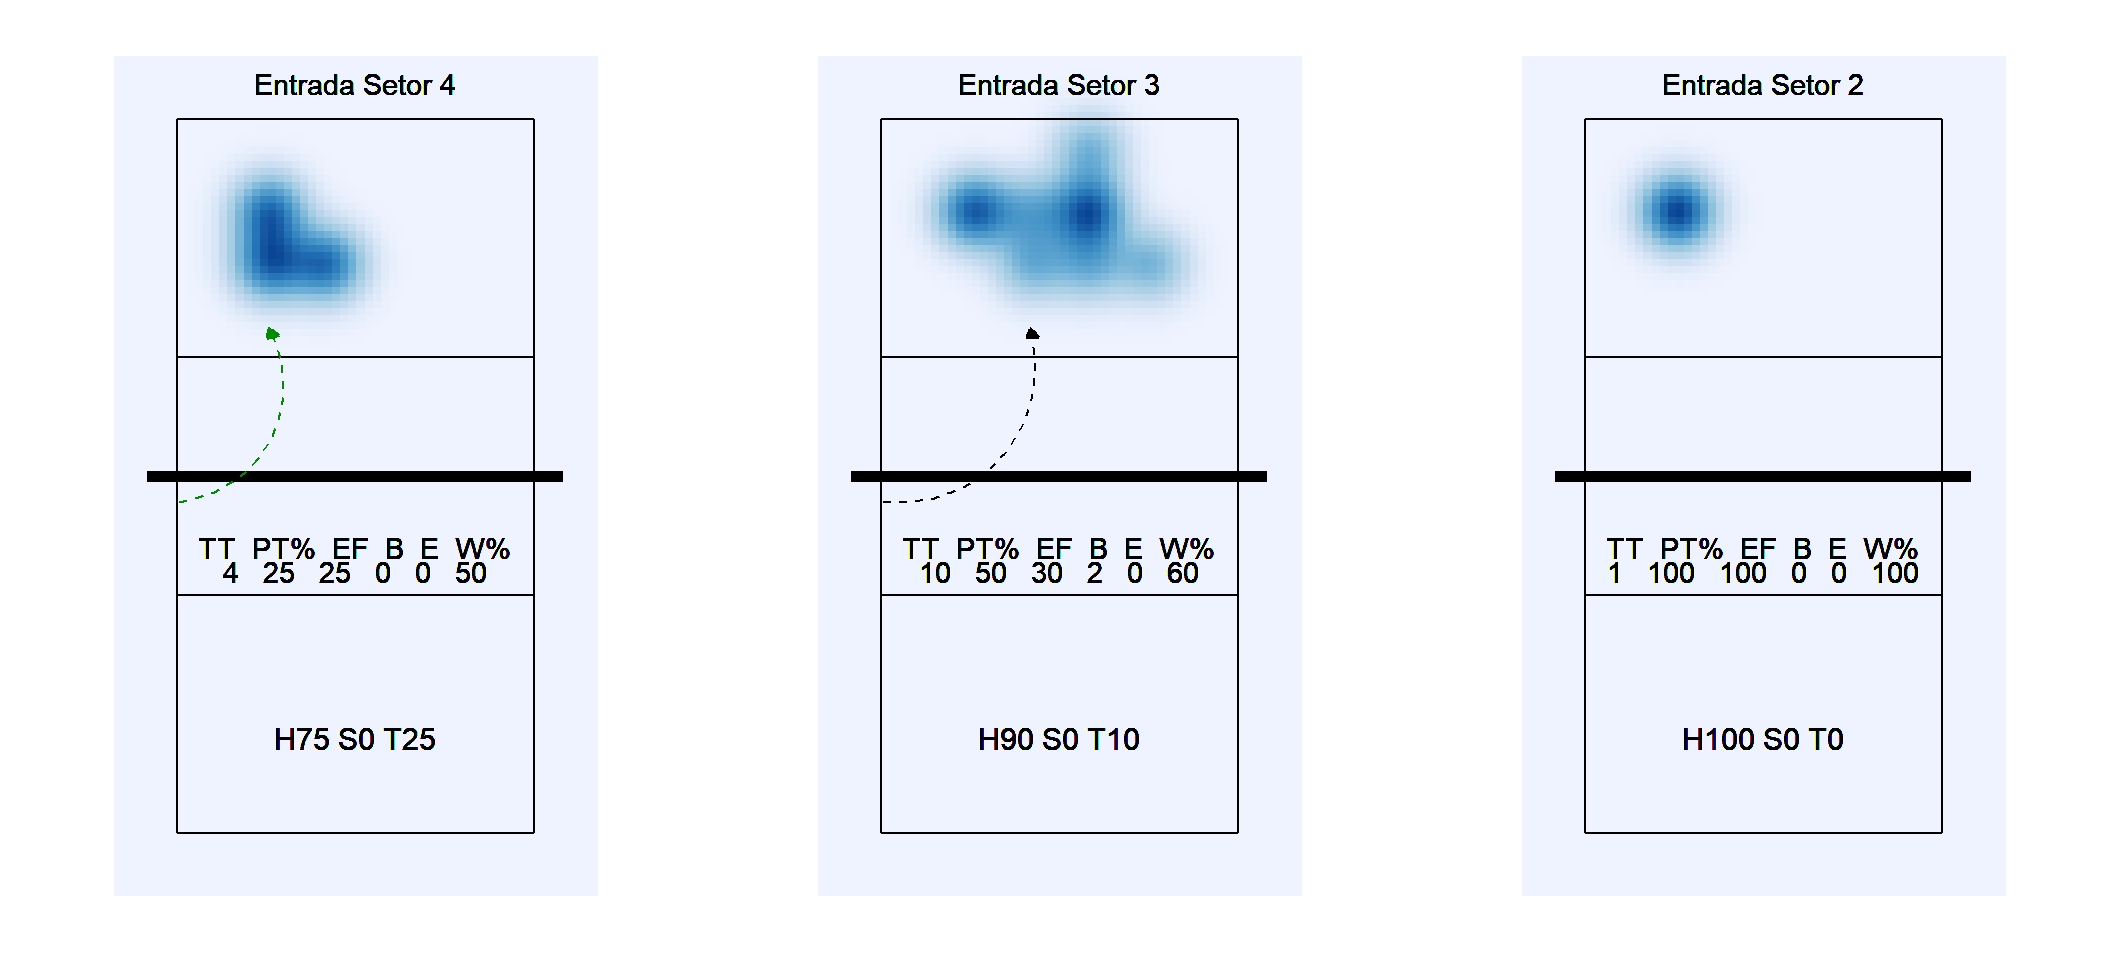 Entrada Setor 4
TT PT% EF B E W%
4 25 25 0 0 50
H75 S0 T25
Entrada Setor 3
TT PT% EF B E W%
10 50 30 2 0 60
H90 S0 T10
Entrada Setor 2
TT PT% EF B E W%
1 100 100 0 0 100
H100 S0 T0